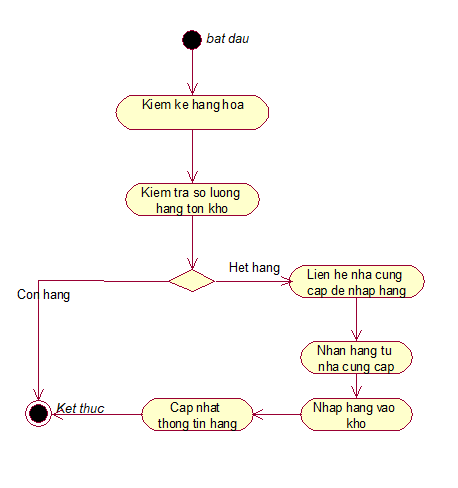 bat dau
Kiem ke hang hoa
Kiem tra so luong
hang ton kho
Het hang
Con hang
Lien he nha cung
cap de nhap hang
Nhan hang tu
nha cung cap
Nhap hang vao
kho
Cap nhat
thong tin hang
Ket thuc